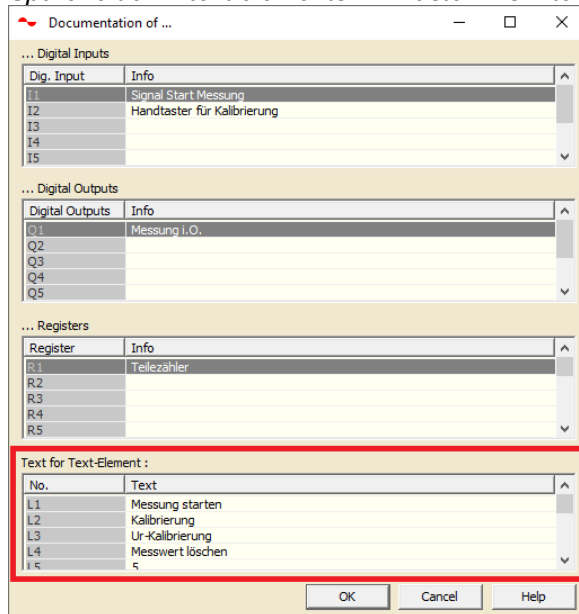 Documentation of ...
... Digital Inputs
Dig. Input Info
I1 Signal Start Messung
I2 Handtaster für Kalibrierung
I3
I4
I5
... Digital Outputs
Digital Outputs Info
Q1 Messung i.O.
Q2
Q3
Q4
Q5
... Registers
Register Info
R1 Teilezähler
R2
R3
R4
R5
Text for Text-Element :
No. Text
L1 Messung starten
L2 Kalibrierung
L3 Ur-Kalibrierung
L4 Messwert löschen
L5 5
OK Cancel Help